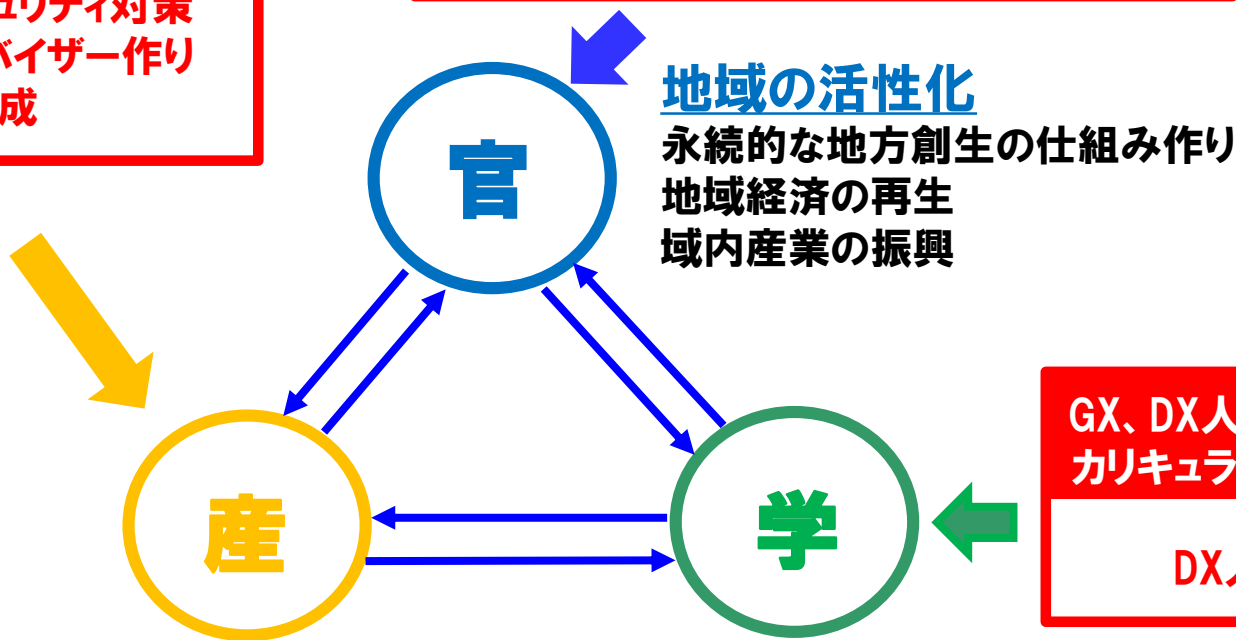 ュリティ対策
バイザー作り
成
地域の活性化
永続的な地方創生の仕組み作り
地域経済の再生
域内産業の振興
官
産
学
GX、DX人
カリキュラ
DX